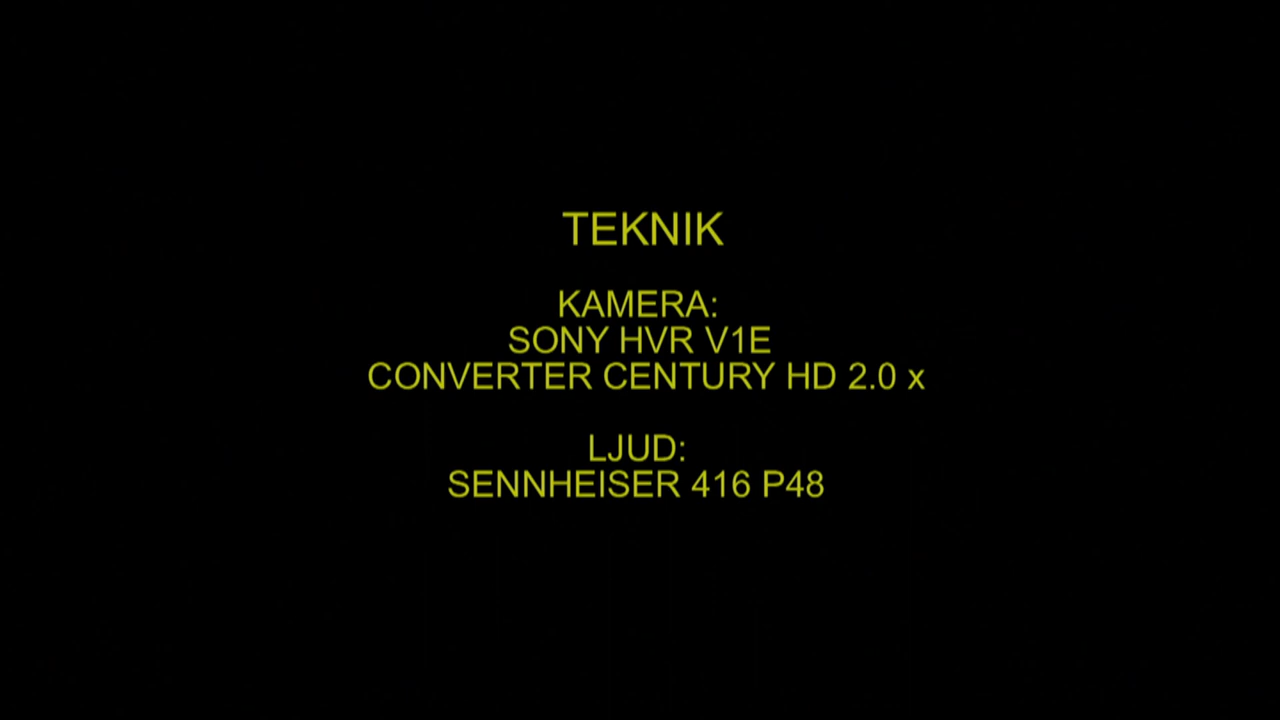 TEKNIK
KAMERA:
SONY HVR V1E
CONVERTER CENTURY HD 2.0 x
LJUD:
SENNHEISER 416 P48